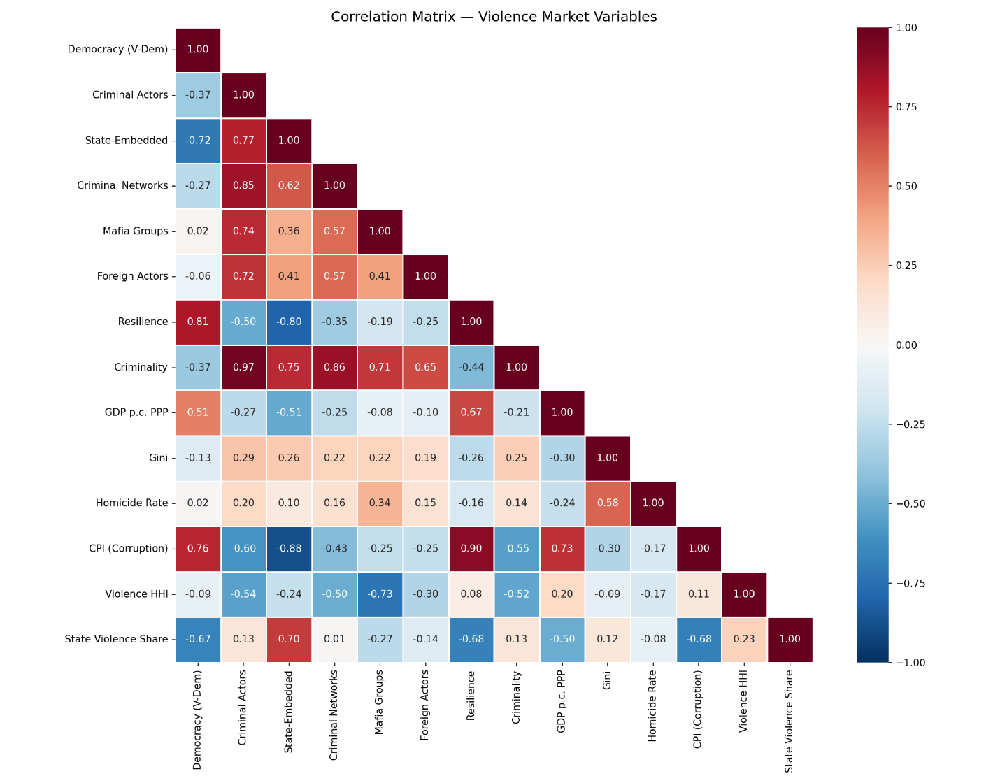 Correlation Matrix — Violence Market Variables
Democracy (V-Dem) 1.00
Criminal Actors -0.37 1.00
State-Embedded -0.72 0.77 1.00
Criminal Networks -0.27 0.85 0.62 1.00
Mafia Groups 0.02 0.74 0.36 0.57 1.00
Foreign Actors -0.06 0.72 0.41 0.57 0.41 1.00
Resilience 0.81 -0.50 -0.80 -0.35 -0.19 -0.25 1.00
Criminality -0.37 0.97 0.75 0.86 0.71 0.65 -0.44 1.00
GDP p.c. PPP 0.51 -0.27 -0.51 -0.25 -0.08 -0.10 0.67 -0.21 1.00
Gini -0.13 0.29 0.26 0.22 0.22 0.19 -0.26 0.25 -0.30 1.00
Homicide Rate 0.02 0.20 0.10 0.16 0.34 0.15 -0.16 0.14 -0.24 0.58 1.00
CPI (Corruption) 0.76 -0.60 -0.88 -0.43 -0.25 -0.25 0.90 -0.55 0.73 -0.30 -0.17 1.00
Violence HHI -0.09 -0.54 -0.24 -0.50 -0.73 -0.30 0.08 -0.52 0.20 -0.09 -0.17 0.11 1.00
State Violence Share -0.67 0.13 0.70 0.01 -0.27 -0.14 -0.68 0.13 -0.50 0.12 -0.08 -0.68 0.23 1.00
Democracy (V-Dem)
Criminal Actors
State-Embedded
Criminal Networks
Mafia Groups
Foreign Actors
Resilience
Criminality
GDP p.c. PPP
Gini
Homicide Rate
CPI (Corruption)
Violence HHI
State Violence Share
1.00
0.75
0.50
0.25
0.00
−0.25
−0.50
−0.75
−1.00